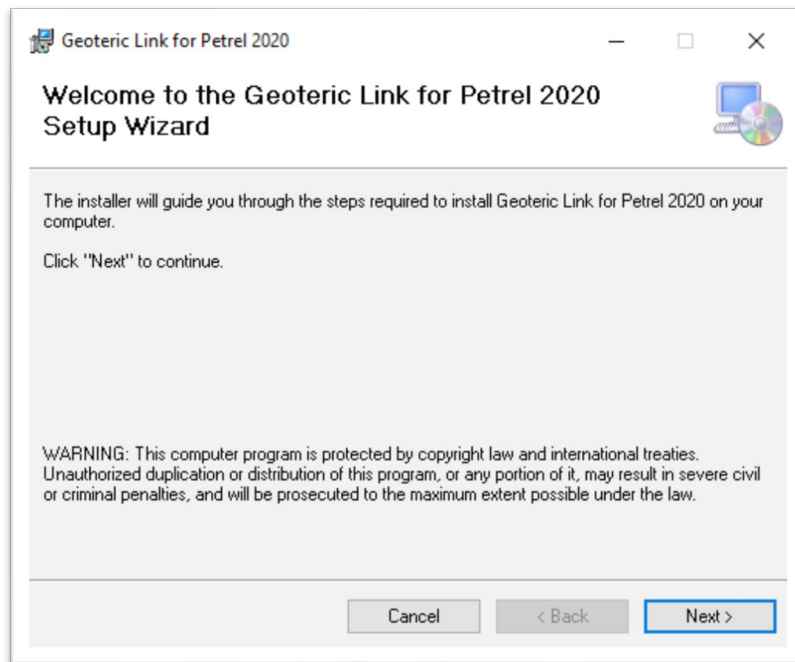 Geoteric Link for Petrel 2020
Welcome to the Geoteric Link for Petrel 2020
Setup Wizard
The installer will guide you through the steps required to install Geoteric Link for Petrel 2020 on your
computer.
Click "Next" to continue.
WARNING: This computer program is protected by copyright law and international treaties.
Unauthorized duplication or distribution of this program, or any portion of it, may result in severe civil
or criminal penalties, and will be prosecuted to the maximum extent possible under the law.
Cancel
< Back
Next >